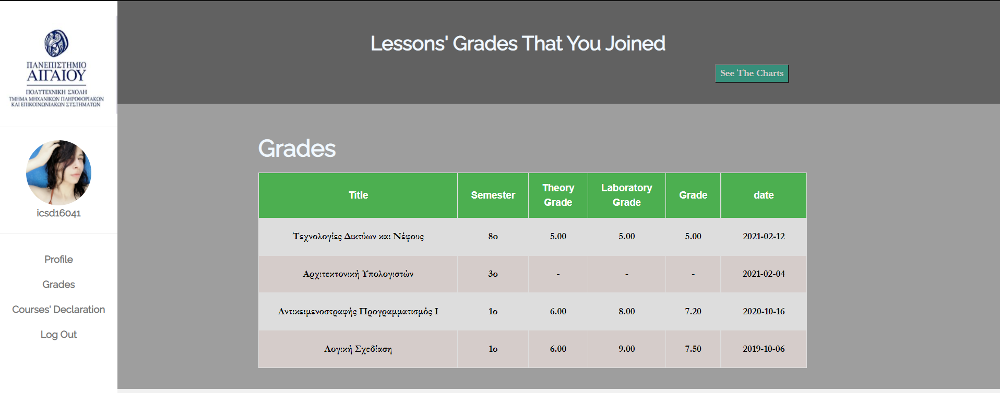 ΠΑΝΕΠΙΣΤΗΜΙΟ
ΑΙΓΑΙΟΥ
ΠΟΛΥΤΕΧΝΙΚΗ ΣΧΟΛΗ
ΤΜΗΜΑ ΜΗΧΑΝΙΚΩΝ ΠΛΗΡΟΦΟΡΙΑΚΩΝ
ΚΑΙ ΕΠΙΚΟΙΝΩΝΙΑΚΩΝ ΣΥΣΤΗΜΑΤΩΝ
icsd16041
Profile
Grades
Courses' Declaration
Log Out
Lessons' Grades That You Joined
See The Charts
Grades
Title Semester Theory Grade Laboratory Grade Grade date
Τεχνολογίες Δικτύων και Νέφους 8ο 5.00 5.00 5.00 2021-02-12
Αρχιτεκτονική Υπολογιστών 3ο - - - 2021-02-04
Αντικειμενοστραφής Προγραμματισμός Ι 1ο 6.00 8.00 7.20 2020-10-16
Λογική Σχεδίαση 1ο 6.00 9.00 7.50 2019-10-06